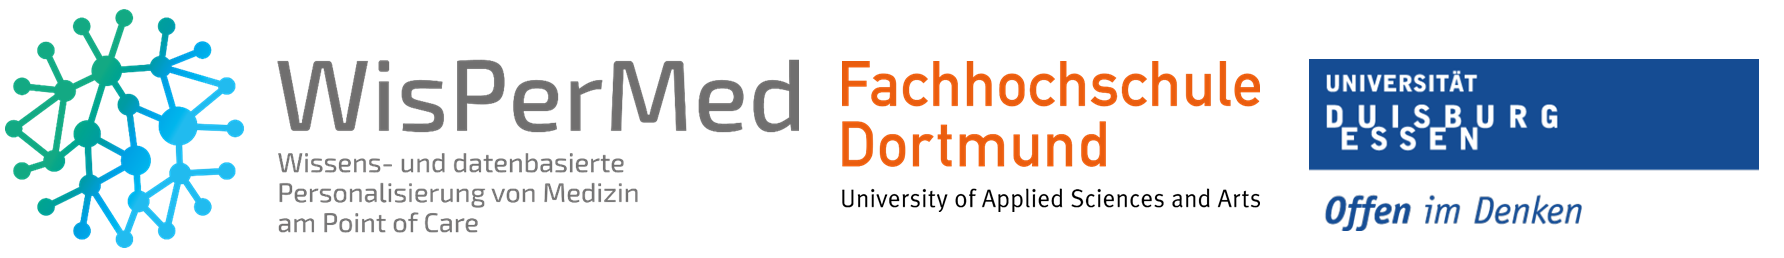 WisPerMed
Wissens- und datenbasierte
Personalisierung von Medizin
am Point of Care
Fachhochschule
Dortmund
University of Applied Sciences and Arts
UNIVERSITÄT
DUISBURG
ESSEN
Offen im Denken